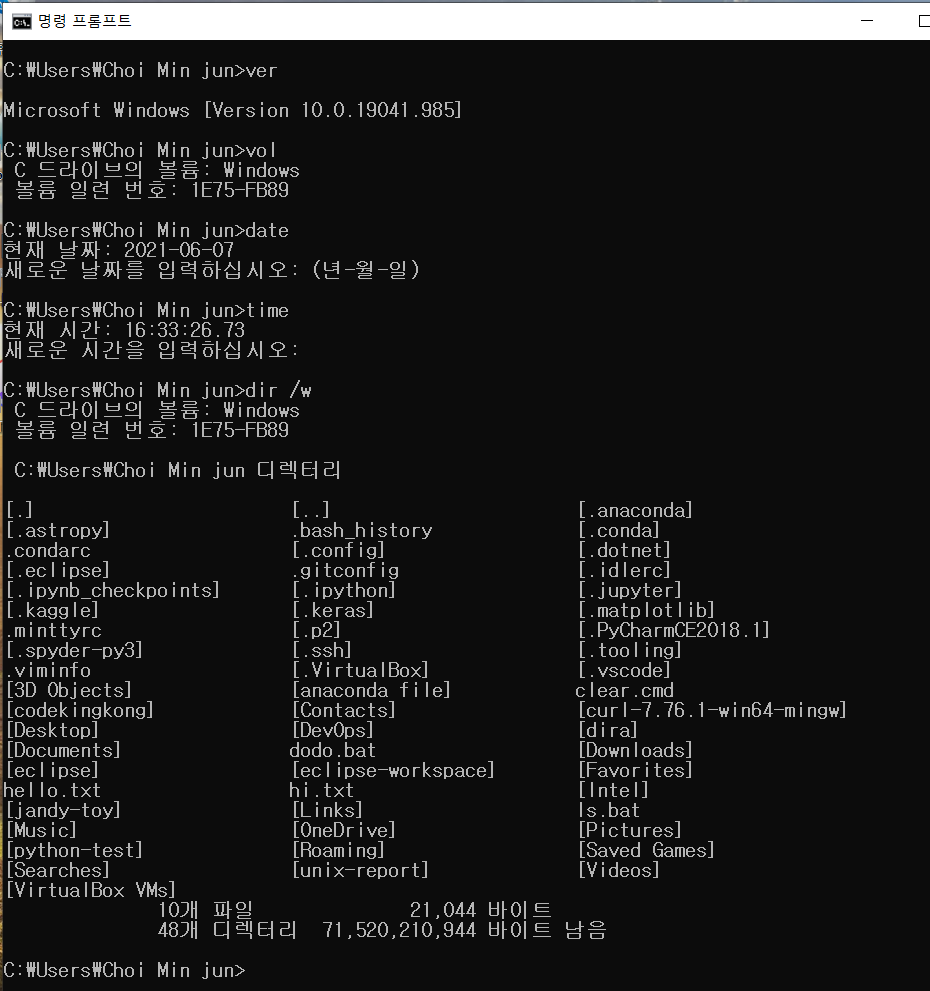 명령 프롬프트
C:₩Users₩Choi Min jun>ver
Microsoft Windows [Version 10.0.19041.985]
C:₩Users₩Choi Min jun>vol
C 드라이브의 볼륨: Windows
볼륨 일련 번호: 1E75-FB89
C:₩Users₩Choi Min jun>date
현재 날짜: 2021-06-07
새로운 날짜를 입력하십시오: (년-월-일)
C:₩Users₩Choi Min jun>time
현재 시간: 16:33:26.73
새로운 시간을 입력하십시오:
C:₩Users₩Choi Min jun>dir /w
C 드라이브의 볼륨: Windows
볼륨 일련 번호: 1E75-FB89
C:₩Users₩Choi Min jun 디렉터리
[.] [..] [.anaconda]
[.astropy] .bash_history [.conda]
.condarc [.config] [.dotnet]
[.eclipse] .gitconfig [.idlerc]
[.ipynb_checkpoints] [.ipython] [.jupyter]
[.kaggle] [.keras] [.matplotlib]
.minttyrc [.p2] [.PyCharmCE2018.1]
[.spyder-py3] [.ssh] [.tooling]
.viminfo [.VirtualBox] [.vscode]
[3D Objects] [anaconda file] clear.cmd
[codekingkong] [Contacts] [curl-7.76.1-win64-mingw]
[Desktop] [DevOps] [dira]
[Documents] dodo.bat [Downloads]
[eclipse] [eclipse-workspace] [Favorites]
hello.txt hi.txt [Intel]
[jandy-toy] [Links] ls.bat
[Music] [OneDrive] [Pictures]
[python-test] [Roaming] [Saved Games]
[Searches] [unix-report] [Videos]
[VirtualBox VMs]
10개 파일 21,044 바이트
48개 디렉터리 71,520,210,944 바이트 남음
C:₩Users₩Choi Min jun>